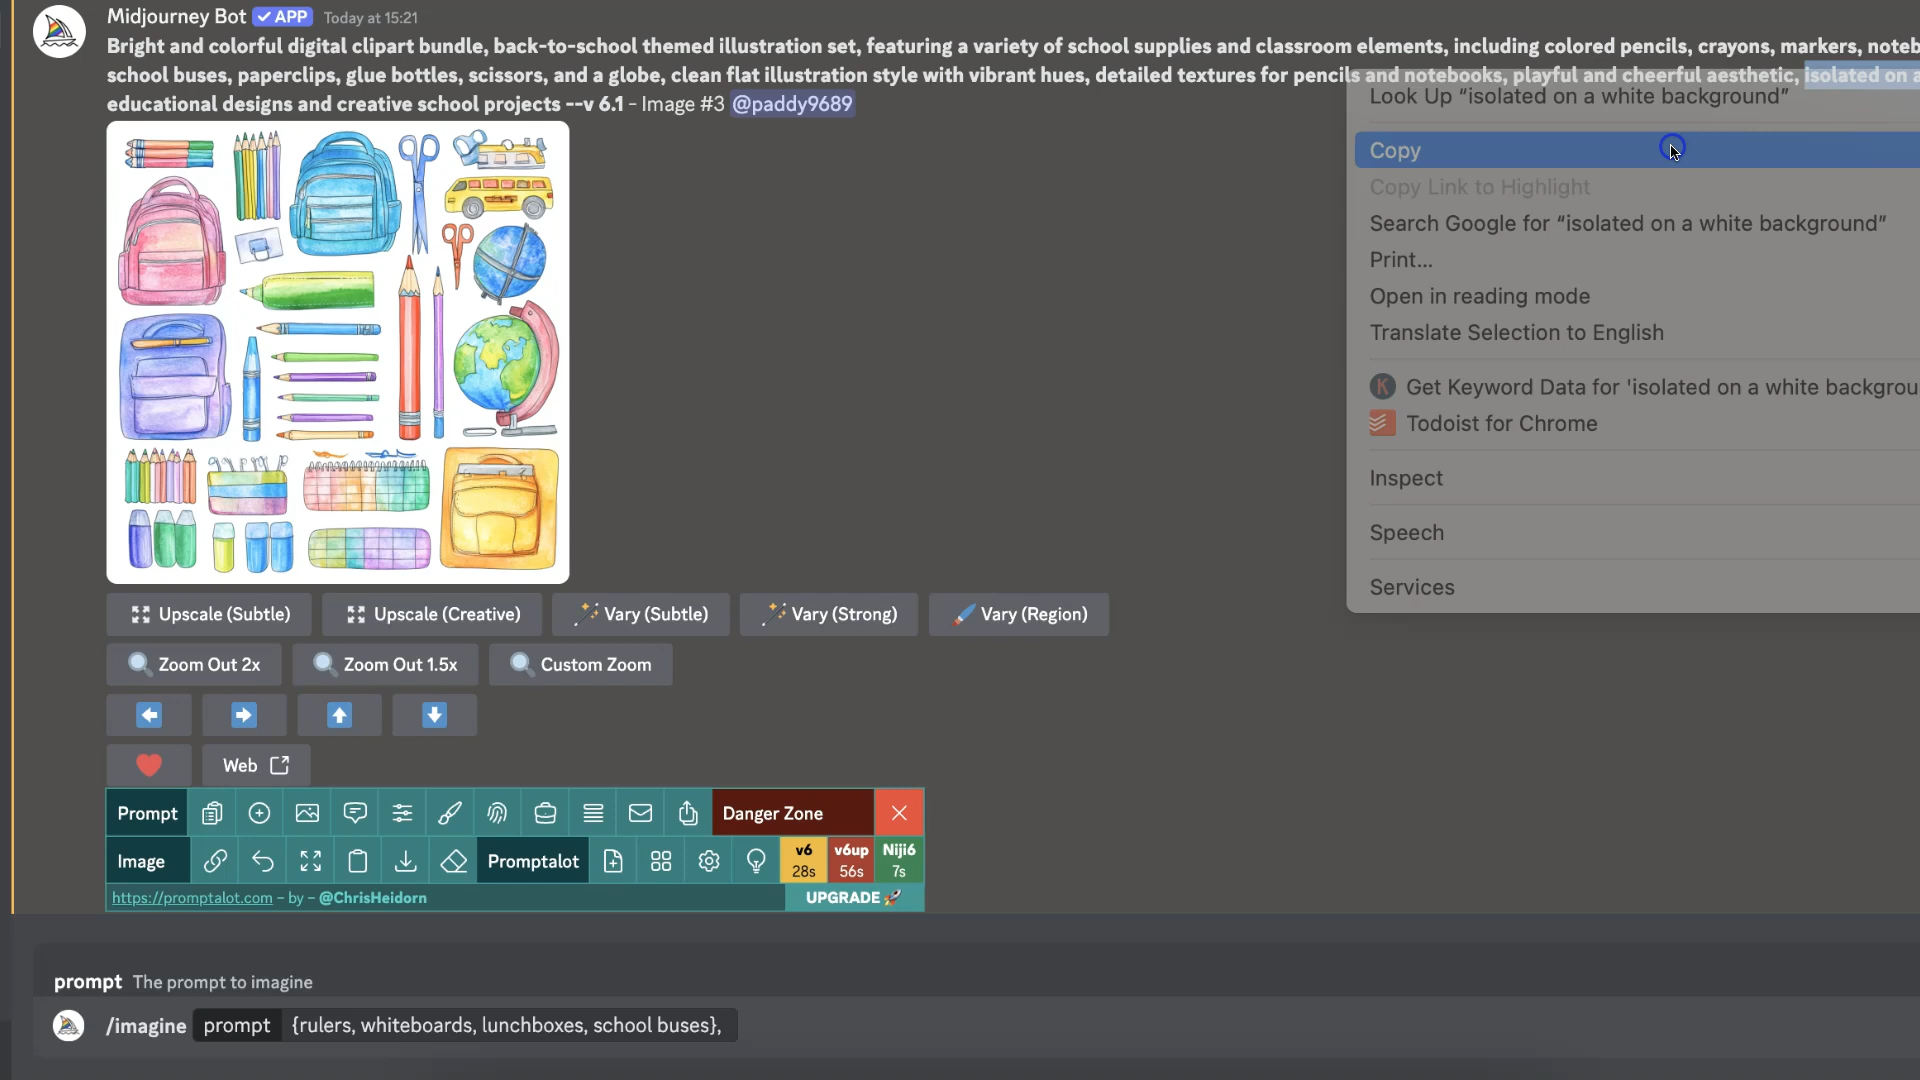 Midjourney Bot ✓ APP Today at 15:21
Bright and colorful digital clipart bundle, back-to-school themed illustration set, featuring a variety of school supplies and classroom elements, including colored pencils, crayons, markers, noteb
school buses, paperclips, glue bottles, scissors, and a globe, clean flat illustration style with vibrant hues, detailed textures for pencils and notebooks, playful and cheerful aesthetic, isolated on a
educational designs and creative school projects --v 6.1 - Image #3 @paddy9689
Look Up “isolated on a white background”
Copy
Copy Link to Highlight
Search Google for “isolated on a white background”
Print...
Open in reading mode
Translate Selection to English
K Get Keyword Data for 'isolated on a white backgrou
Todoist for Chrome
Inspect
Speech
Services
Upscale (Subtle) Upscale (Creative) Vary (Subtle) Vary (Strong) Vary (Region)
Zoom Out 2x Zoom Out 1.5x Custom Zoom
Web
Prompt Danger Zone
Image Promptalot v6 28s v6up 56s Niji6 7s
https://promptalot.com - by - @ChrisHeidorn UPGRADE 🚀
prompt The prompt to imagine
/imagine prompt {rulers, whiteboards, lunchboxes, school buses},